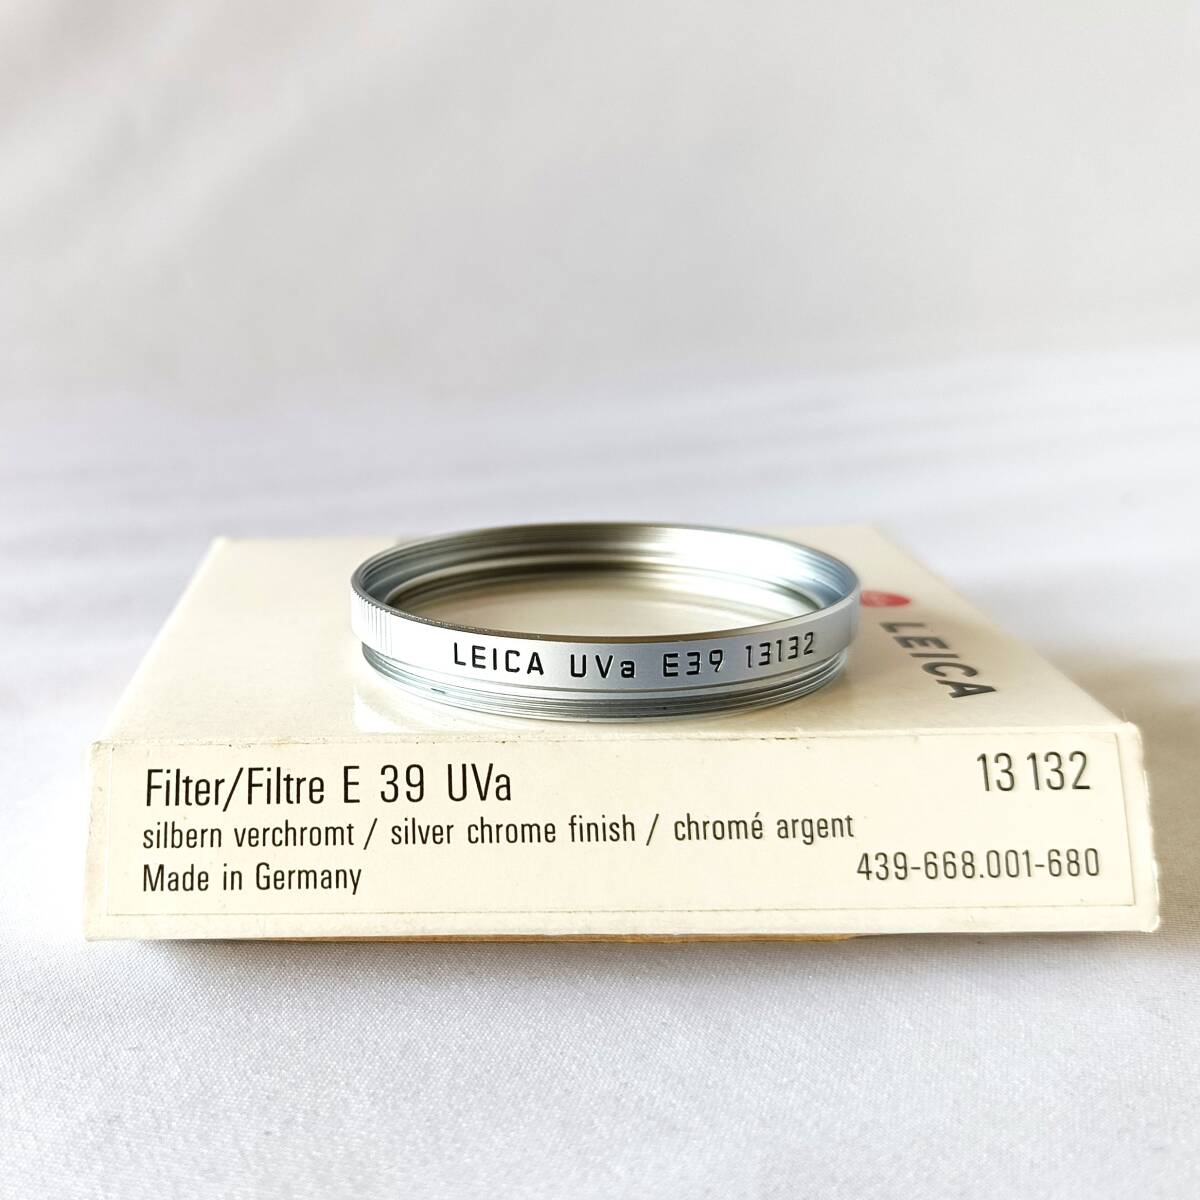 LEICA UVa E39 13132
LEICA
Filter/Filtre E 39 UVa
13 132
silbern verchromt / silver chrome finish / chromé argent
Made in Germany
439-668.001-680